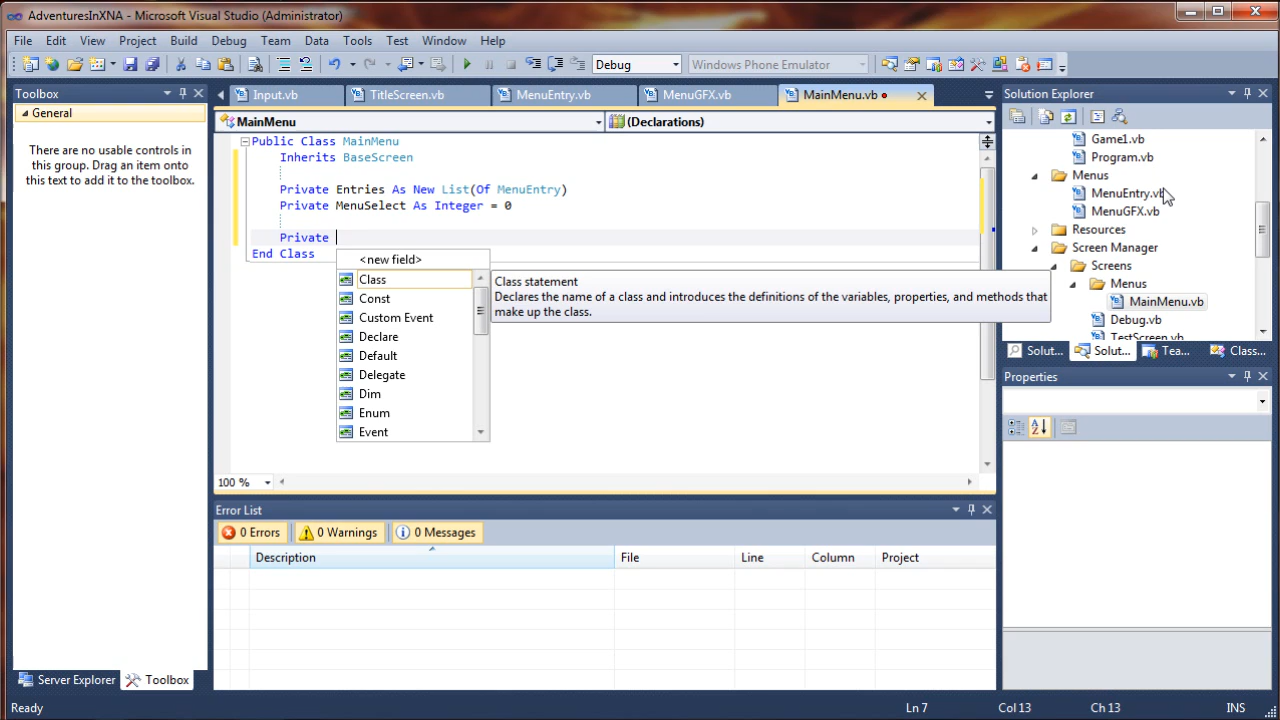 AdventuresInXNA - Microsoft Visual Studio (Administrator)
File Edit View Project Build Debug Team Data Tools Test Window Help
Debug Windows Phone Emulator
Toolbox
General
There are no usable controls in
this group. Drag an item onto
this text to add it to the toolbox.
Server Explorer Toolbox
Input.vb TitleScreen.vb MenuEntry.vb MenuGFX.vb MainMenu.vb
MainMenu (Declarations)
Public Class MainMenu
Inherits BaseScreen
Private Entries As New List(Of MenuEntry)
Private MenuSelect As Integer = 0
Private
End Class
<new field>
Class
Const
Custom Event
Declare
Default
Delegate
Dim
Enum
Event
Class statement
Declares the name of a class and introduces the definitions of the variables, properties, and methods that
make up the class.
100 %
Error List
0 Errors 0 Warnings 0 Messages
Description File Line Column Project
Solution Explorer
Game1.vb
Program.vb
Menus
MenuEntry.vb
MenuGFX.vb
Resources
Screen Manager
Screens
Menus
MainMenu.vb
Debug.vb
TestScreen.vb
Solut... Solut... Tea... Class...
Properties
Ready Ln 7 Col 13 Ch 13 INS